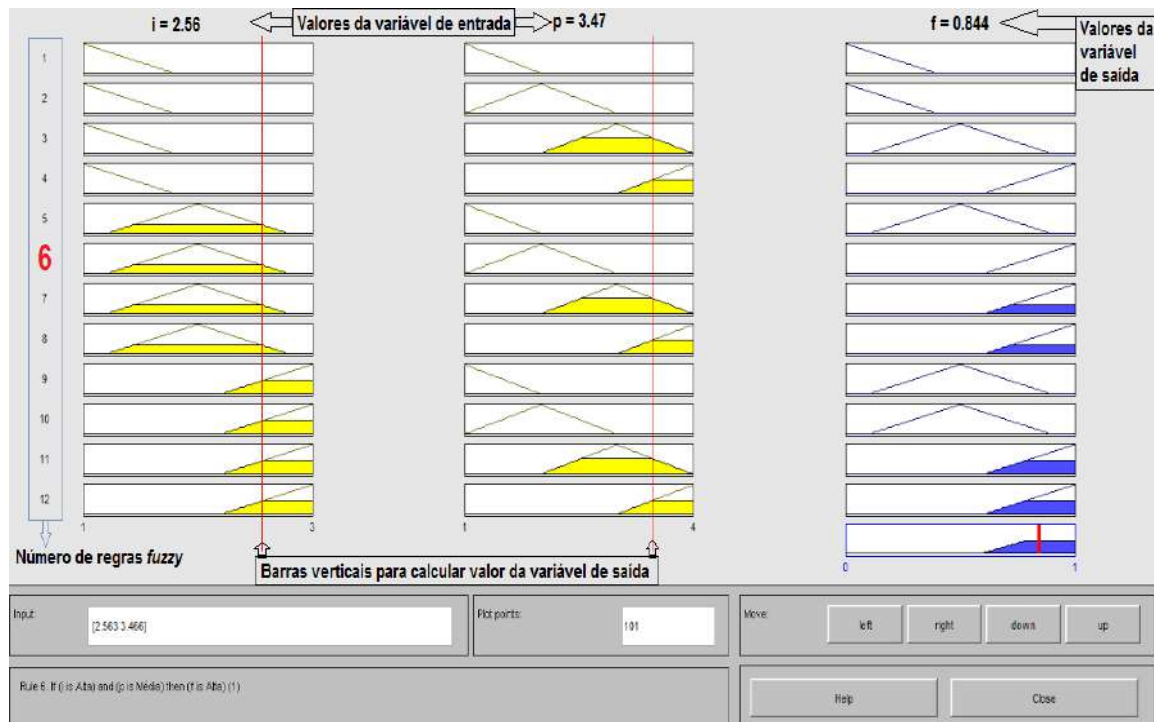 i = 2.56
Valores da variável de entrada
p = 3.47
f = 0.844
Valores da
variável
de saída
1
2
3
4
5
6
7
8
9
10
11
12
1
3
1
4
0
1
Número de regras fuzzy
Barras verticais para calcular valor da variável de saída
Input:
[2.563 3.466]
Plot points:
101
Move:
left
right
down
up
Rule 6. If (i is Alta) and (p is Média) then (f is Alta) (1)
Help
Close